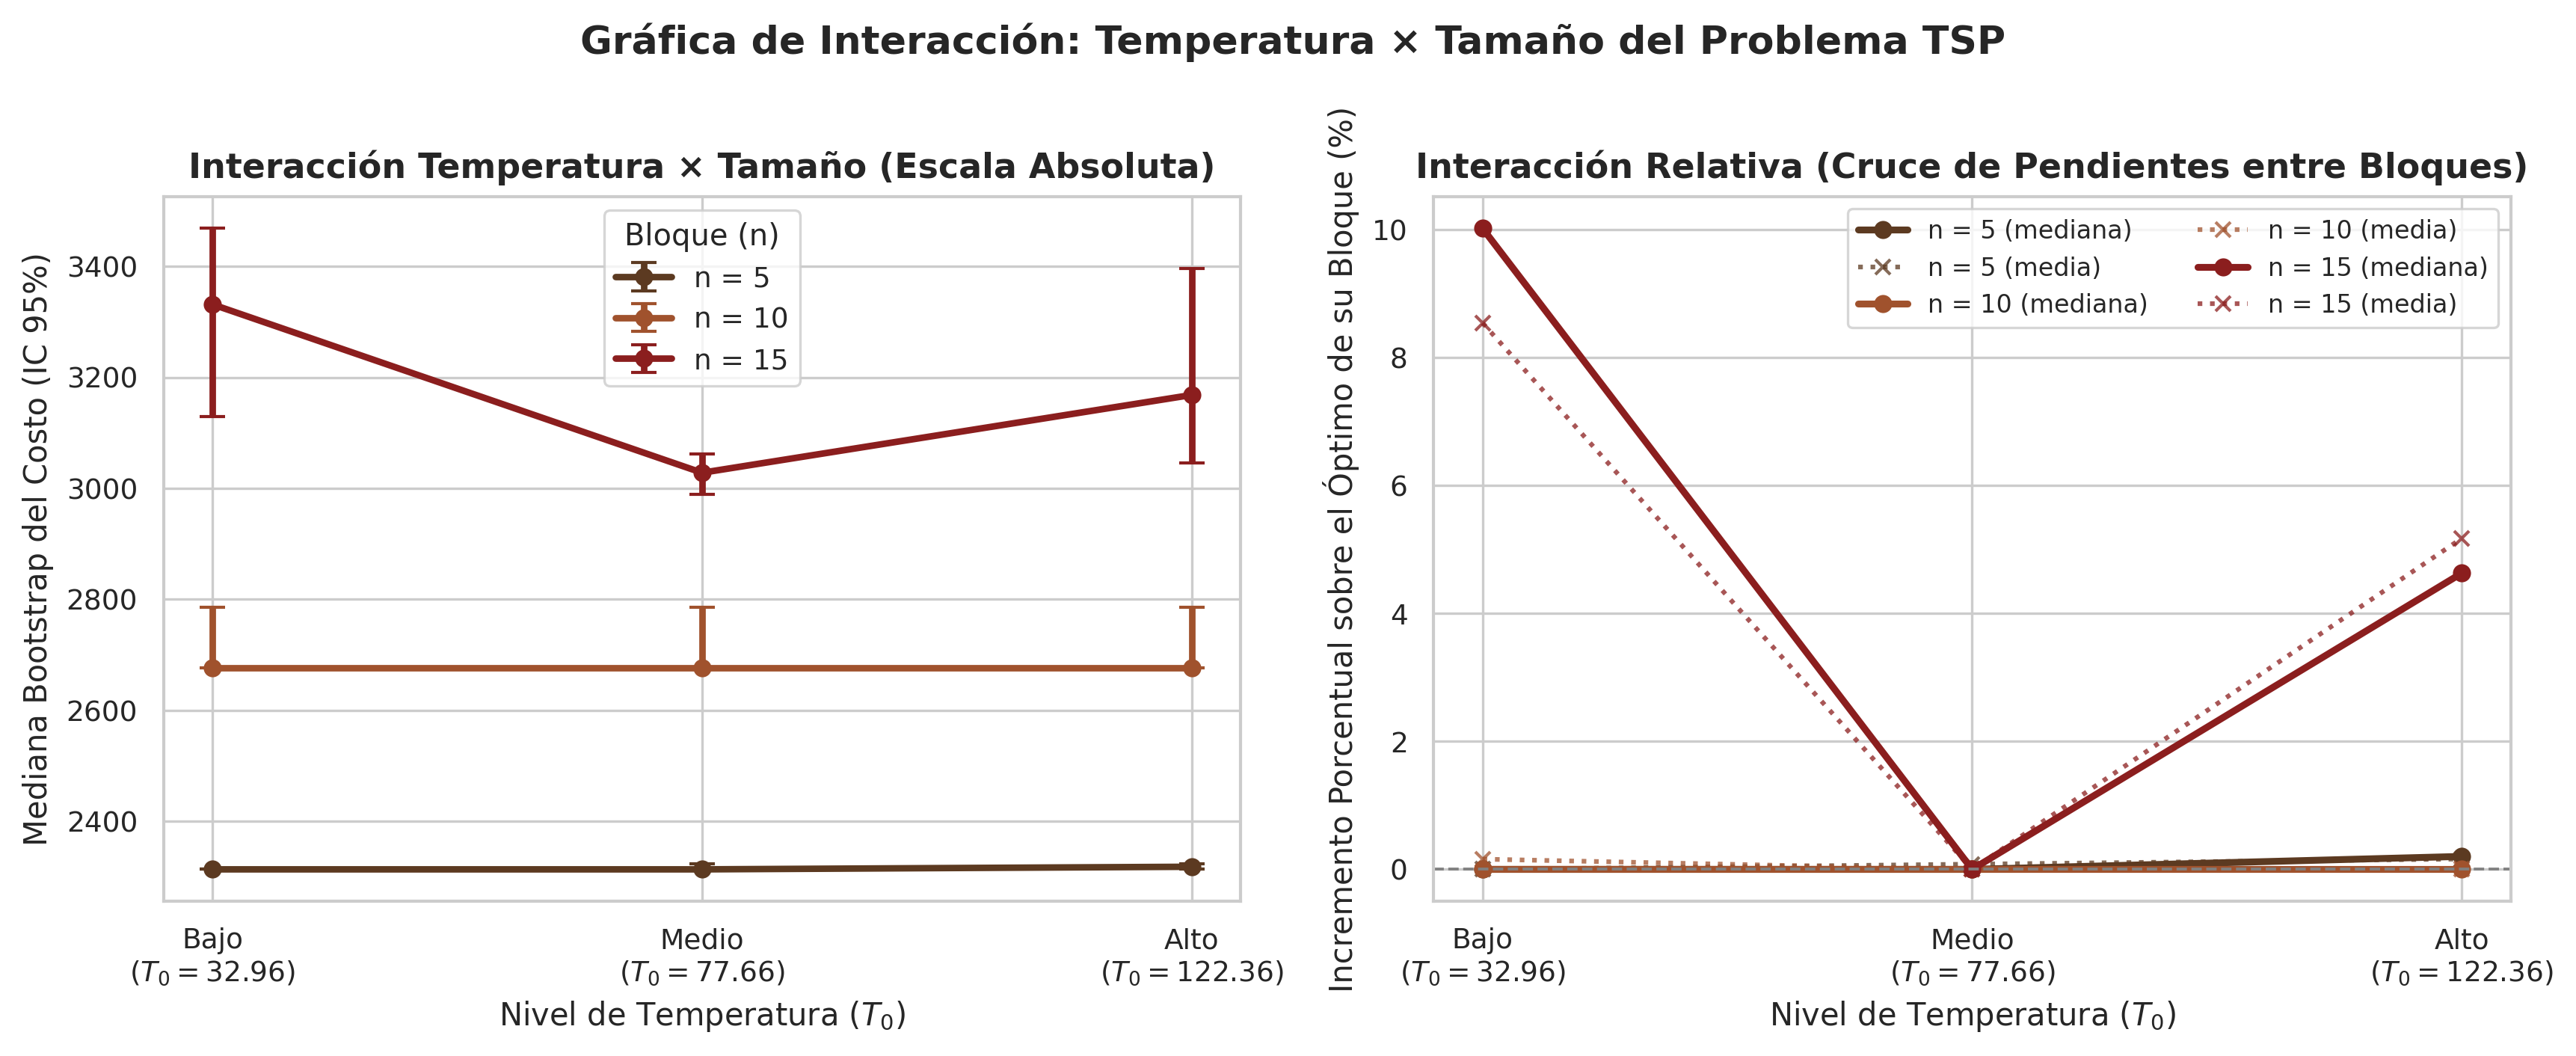 Gráfica de Interacción: Temperatura × Tamaño del Problema TSP
Interacción Temperatura × Tamaño (Escala Absoluta)
Mediana Bootstrap del Costo (IC 95%)
3400
3200
3000
2800
2600
2400
Bloque (n)
n = 5
n = 10
n = 15
Bajo
(T₀ = 32.96)
Medio
(T₀ = 77.66)
Alto
(T₀ = 122.36)
Nivel de Temperatura (T₀)
Interacción Relativa (Cruce de Pendientes entre Bloques)
Incremento Porcentual sobre el Óptimo de su Bloque (%)
10
8
6
4
2
0
n = 5 (mediana)
n = 5 (media)
n = 10 (mediana)
n = 10 (media)
n = 15 (mediana)
n = 15 (media)
Bajo
(T₀ = 32.96)
Medio
(T₀ = 77.66)
Alto
(T₀ = 122.36)
Nivel de Temperatura (T₀)